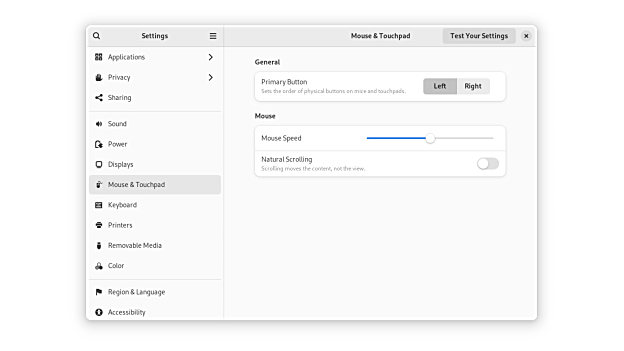 Settings
Mouse & Touchpad
Test Your Settings
Applications
Privacy
Sharing
Sound
Power
Displays
Mouse & Touchpad
Keyboard
Printers
Removable Media
Color
Region & Language
Accessibility
General
Primary Button
Sets the order of physical buttons on mice and touchpads.
Left
Right
Mouse
Mouse Speed
Natural Scrolling
Scrolling moves the content, not the view.